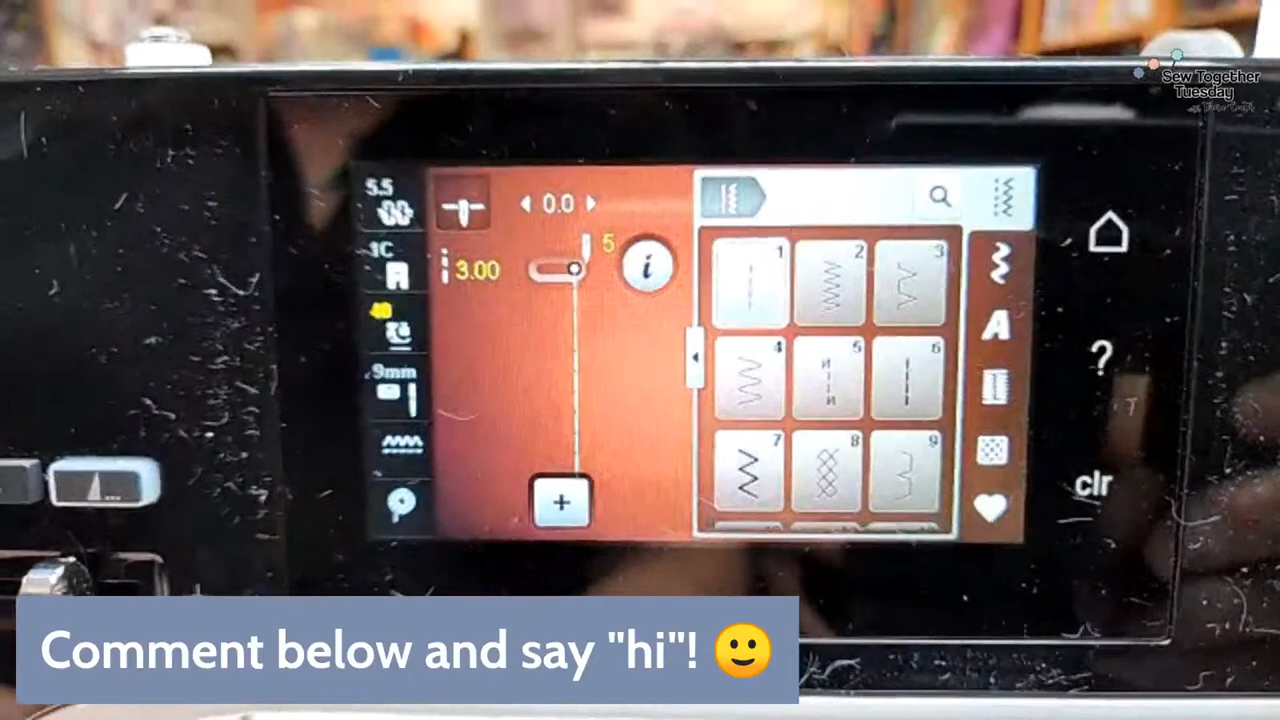 Sew Together
Tuesday
5.5
0.0
5
1C
3.00
i
40
9mm
+
1
2
3
4
5
6
7
8
9
A
?
clr
Comment below and say "hi"! 🙂